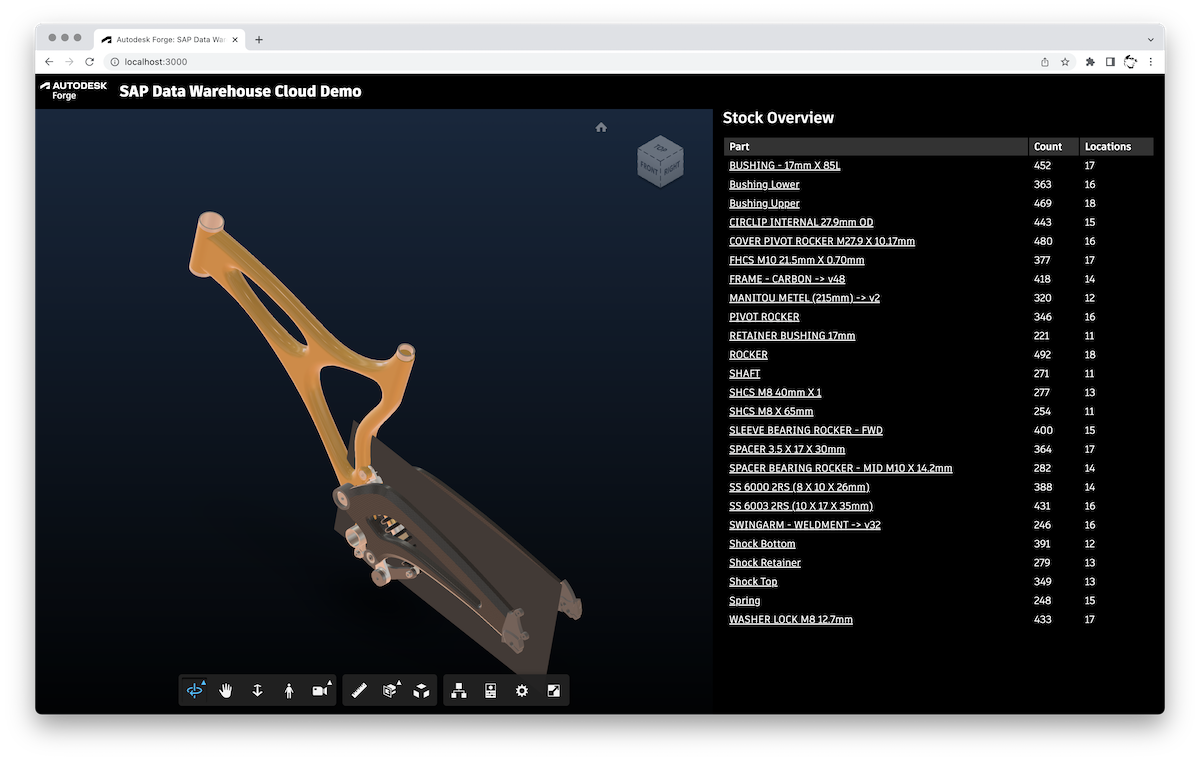 Autodesk Forge: SAP Data War
localhost:3000
AUTODESK
Forge
SAP Data Warehouse Cloud Demo
TOP
FRONT RIGHT
Stock Overview
Part Count Locations
BUSHING - 17mm X 85L 452 17
Bushing Lower 363 16
Bushing Upper 469 18
CIRCLIP INTERNAL 27.9mm OD 443 15
COVER PIVOT ROCKER M27.9 X 10.17mm 480 16
FHCS M10 21.5mm X 0.70mm 377 17
FRAME - CARBON -> v48 418 14
MANITOU METEL (215mm) -> v2 320 12
PIVOT ROCKER 346 16
RETAINER BUSHING 17mm 221 11
ROCKER 492 18
SHAFT 271 11
SHCS M8 40mm X 1 277 13
SHCS M8 X 65mm 254 11
SLEEVE BEARING ROCKER - FWD 400 15
SPACER 3.5 X 17 X 30mm 364 17
SPACER BEARING ROCKER - MID M10 X 14.2mm 282 14
SS 6000 2RS (8 X 10 X 26mm) 388 14
SS 6003 2RS (10 X 17 X 35mm) 431 16
SWINGARM - WELDMENT -> v32 246 16
Shock Bottom 391 12
Shock Retainer 279 13
Shock Top 349 13
Spring 248 15
WASHER LOCK M8 12.7mm 433 17